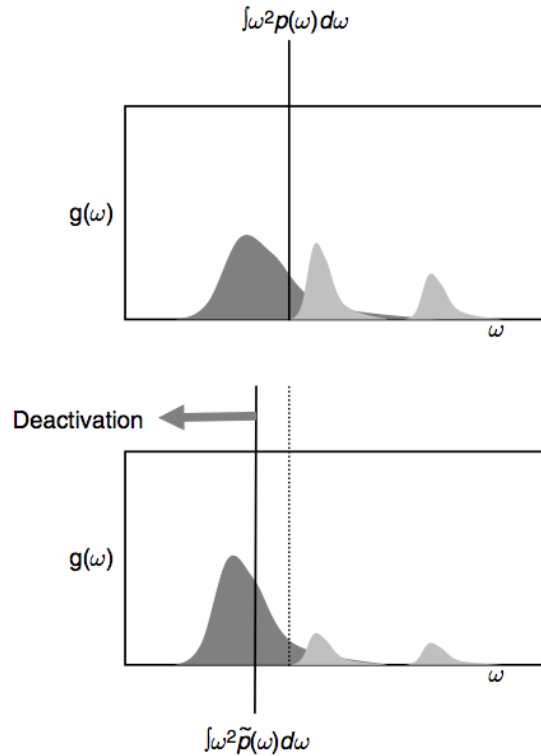 ∫ω²p(ω)dω
g(ω)
ω
Deactivation
g(ω)
ω
∫ω²p̃(ω)dω